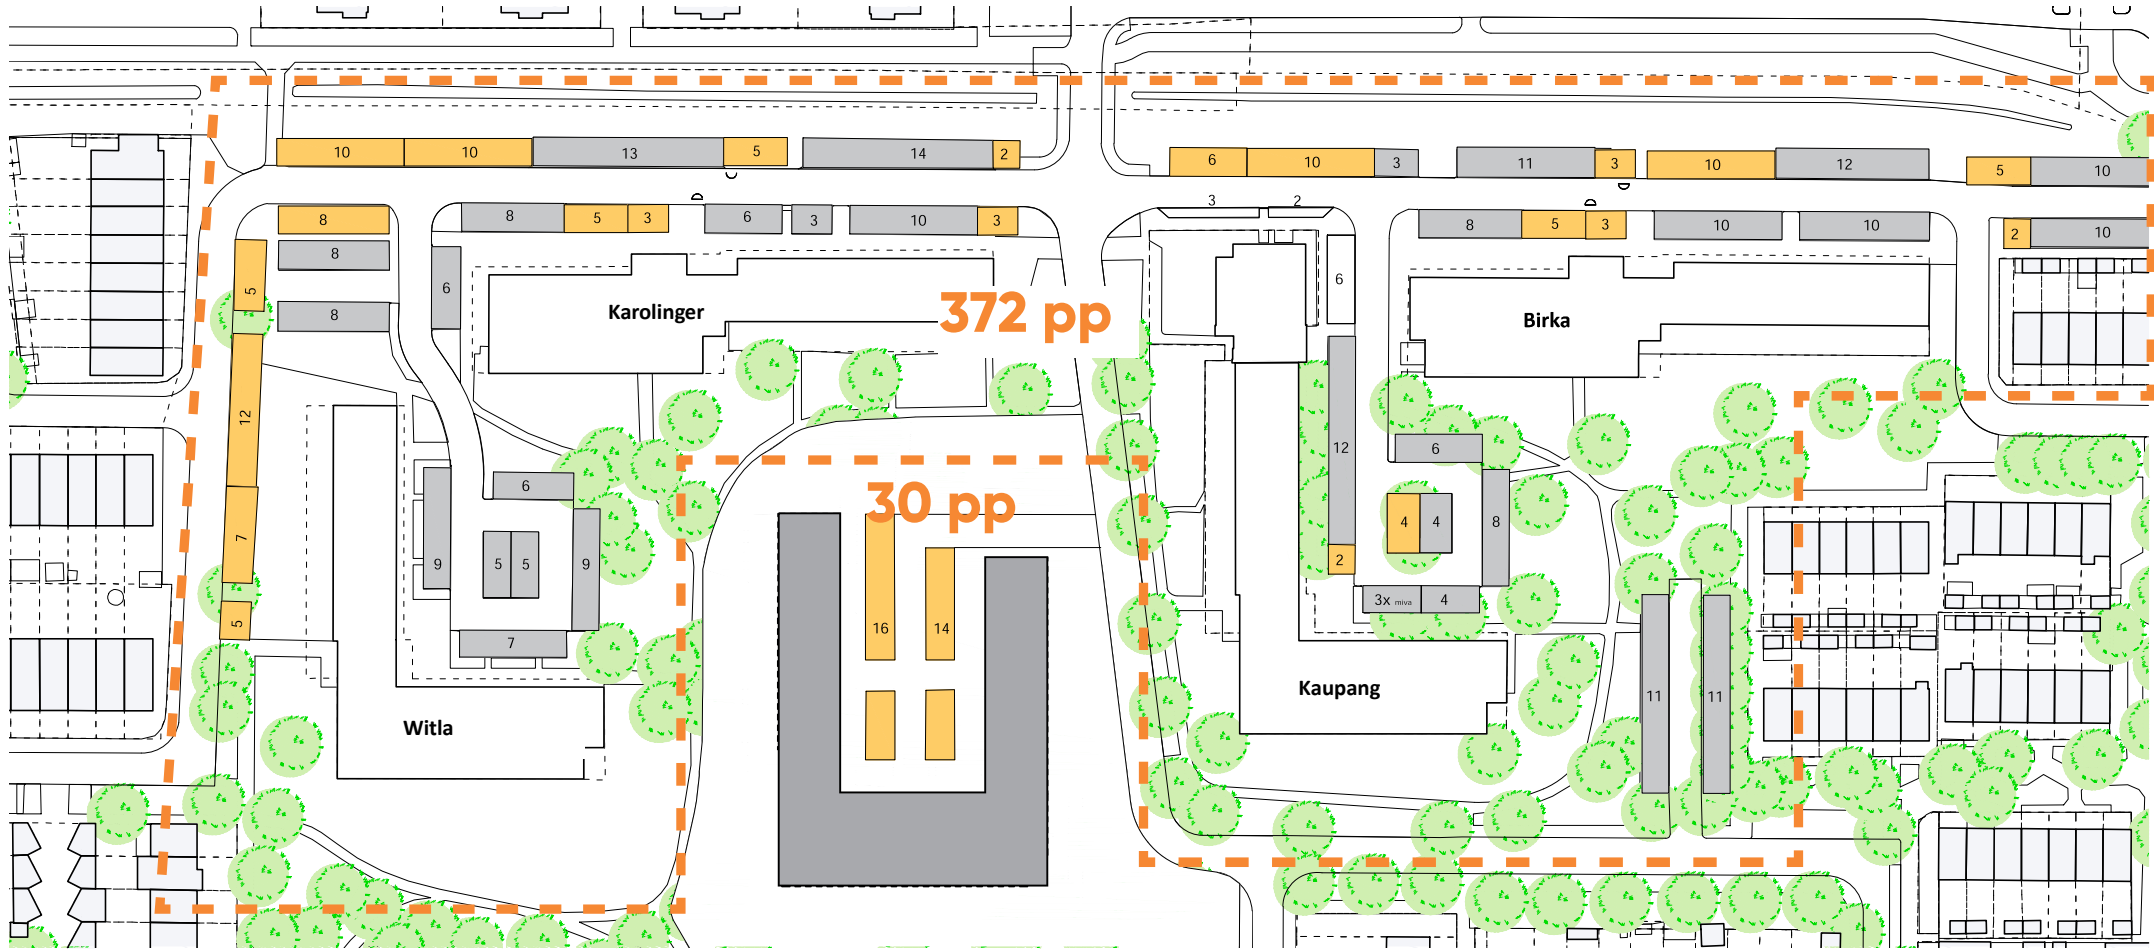 10 10 13 5 14 2 6 10 3 11 3 10 12 5 10
3 2
8 8 5 3 6 3 10 3 8 5 3 10 10 2 10
8
5 6 6
8
Karolinger
372 pp
Birka
12
12
6
6
30 pp
9 5 5 9
4 4 8
7
2
3x miva 4
5
16 14
7
11 11
Kaupang
Witla